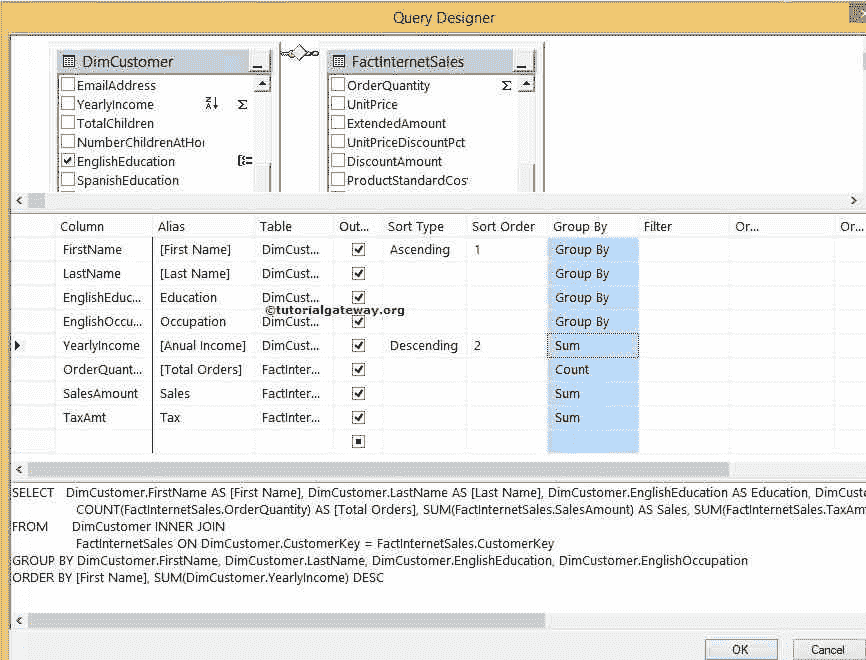 Query Designer
DimCustomer
EmailAddress
YearlyIncome
TotalChildren
NumberChildrenAtHo
EnglishEducation
SpanishEducation
FactInternetSales
OrderQuantity
UnitPrice
ExtendedAmount
UnitPriceDiscountPct
DiscountAmount
ProductStandardCos
Column Alias Table Out... Sort Type Sort Order Group By Filter Or... Or...
FirstName [First Name] DimCust... Ascending 1 Group By
LastName [Last Name] DimCust... Group By
EnglishEduc... Education DimCust... Group By
©tutorialgateway.org
EnglishOccu... Occupation DimCust... Group By
YearlyIncome [Anual Income] DimCust... Descending 2 Sum
OrderQuant... [Total Orders] FactInter... Count
SalesAmount Sales FactInter... Sum
TaxAmt Tax FactInter... Sum
SELECT DimCustomer.FirstName AS [First Name], DimCustomer.LastName AS [Last Name], DimCustomer.EnglishEducation AS Education, DimCusto
COUNT(FactInternetSales.OrderQuantity) AS [Total Orders], SUM(FactInternetSales.SalesAmount) AS Sales, SUM(FactInternetSales.TaxAmt
FROM DimCustomer INNER JOIN
FactInternetSales ON DimCustomer.CustomerKey = FactInternetSales.CustomerKey
GROUP BY DimCustomer.FirstName, DimCustomer.LastName, DimCustomer.EnglishEducation, DimCustomer.EnglishOccupation
ORDER BY [First Name], SUM(DimCustomer.YearlyIncome) DESC
OK Cancel